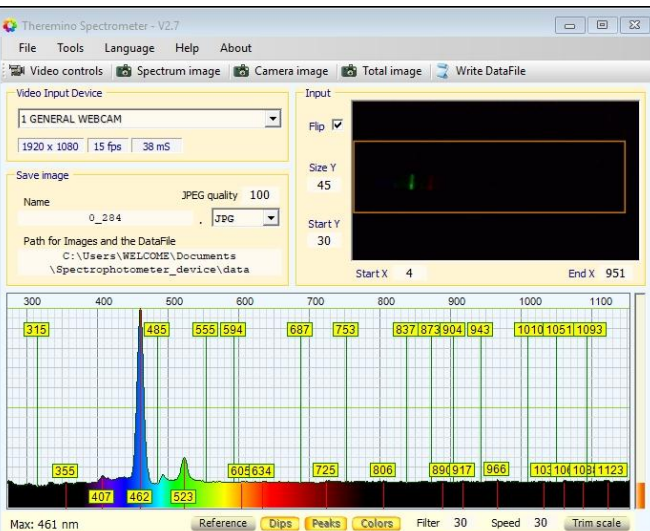 Theremino Spectrometer - V2.7
File Tools Language Help About
Video controls Spectrum image Camera image Total image Write DataFile
Video Input Device
1 GENERAL WEBCAM
1920 x 1080 15 fps 38 mS
Save image
Name JPEG quality 100
0_284 . JPG
Path for Images and the DataFile
C:\Users\WELCOME\Documents
\Spectrophotometer_device\data
Input
Flip
Size Y
45
Start Y
30
Start X 4 End X 951
300 400 500 600 700 800 900 1000 1100
315 485 555 594 687 753 837 873 904 943 1010 1051 1093
355 605 634 725 806 890 917 966 1123
407 462 523
Max: 461 nm Reference Dips Peaks Colors Filter 30 Speed 30 Trim scale